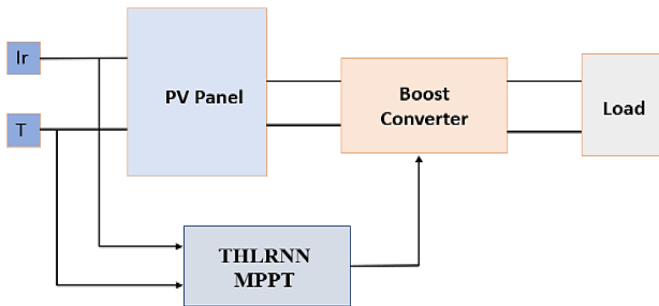 Ir
PV Panel
Boost
Converter
Load
T
THLRNN
MPPT